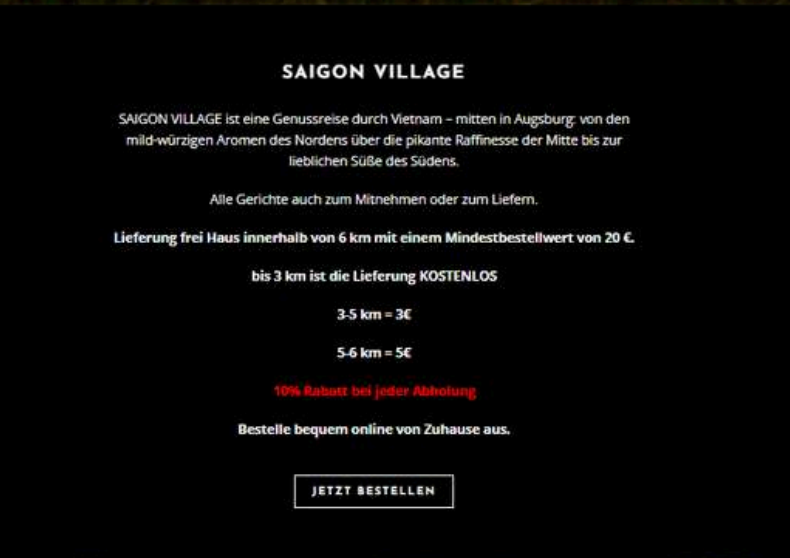 SAIGON VILLAGE
SAIGON VILLAGE ist eine Genussreise durch Vietnam – mitten in Augsburg: von den
mild-würzigen Aromen des Nordens über die pikante Raffinesse der Mitte bis zur
lieblichen Süße des Südens.
Alle Gerichte auch zum Mitnehmen oder zum Liefern.
Lieferung frei Haus innerhalb von 6 km mit einem Mindestbestellwert von 20 €.
bis 3 km ist die Lieferung KOSTENLOS
3-5 km = 3€
5-6 km = 5€
10% Rabatt bei jeder Abholung
Bestelle bequem online von Zuhause aus.
JETZT BESTELLEN